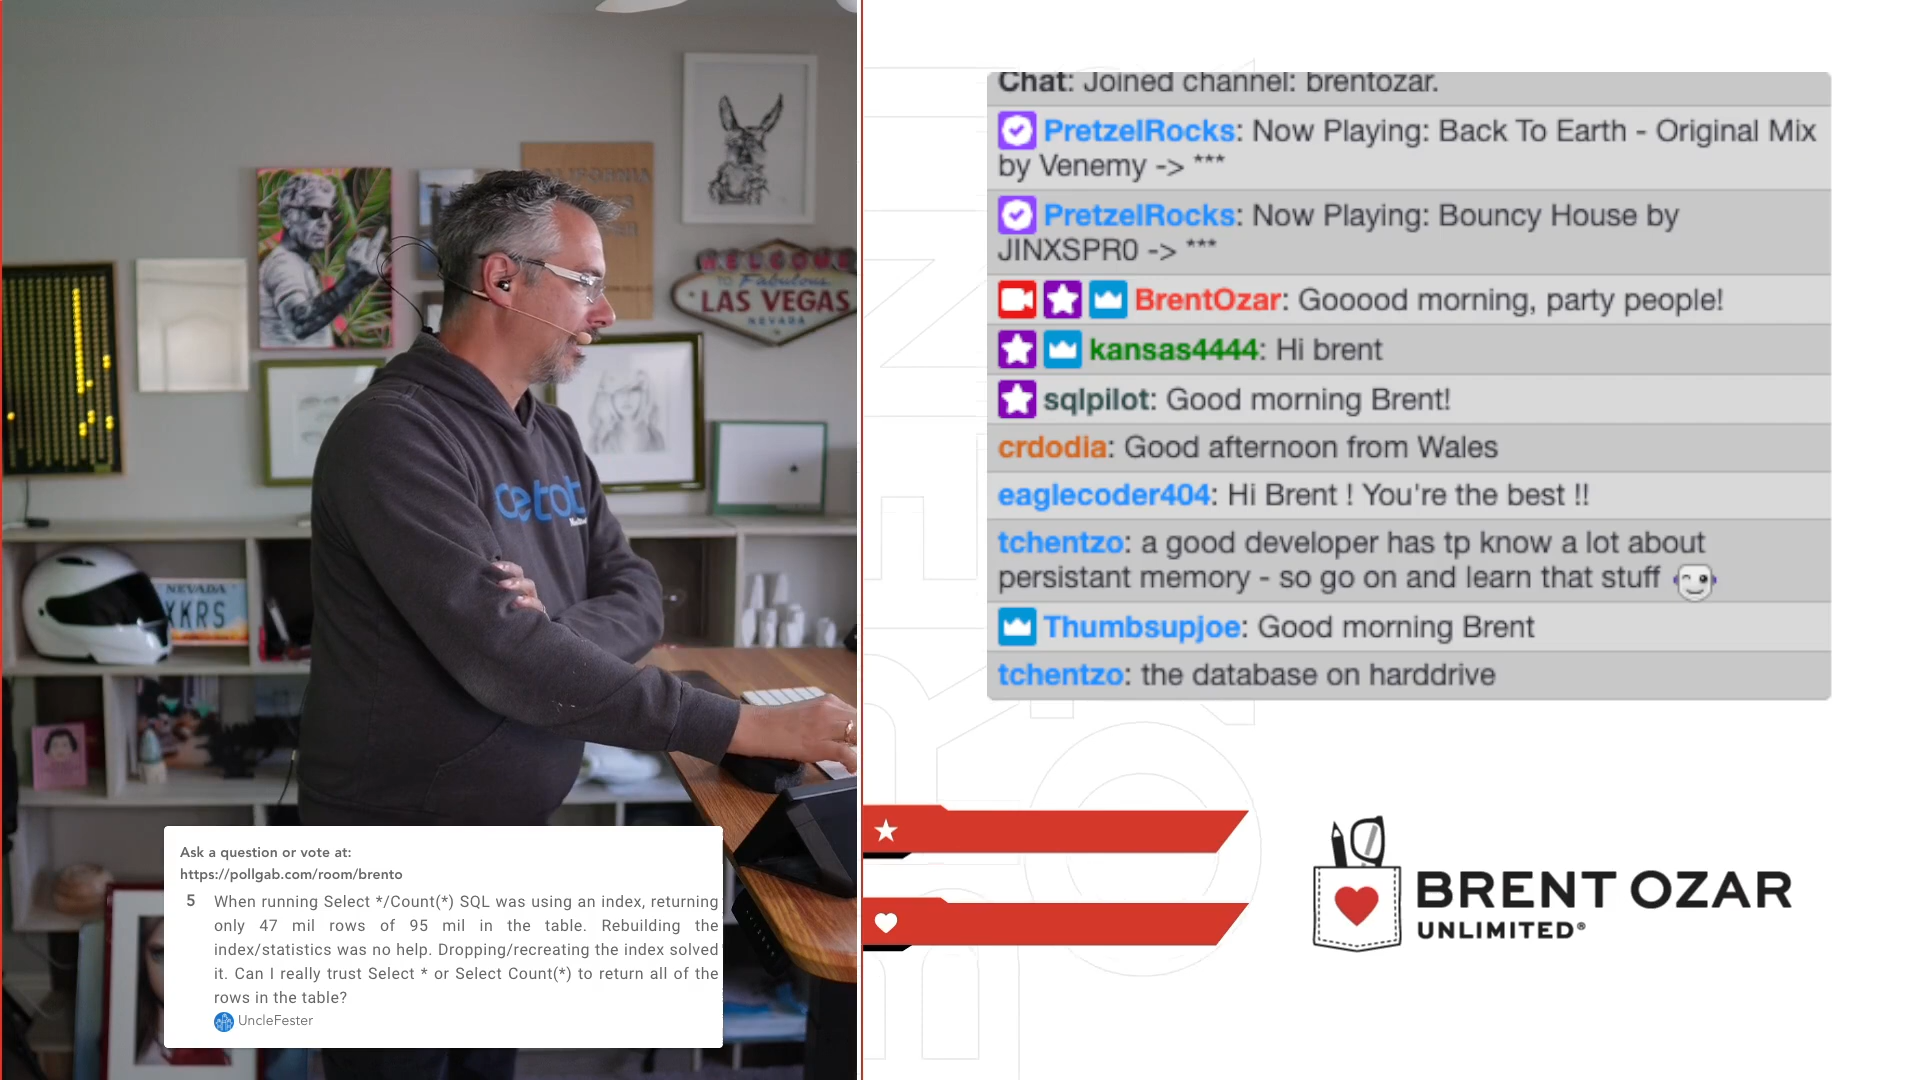 CALIFORNIA
WELCOME
TO Fabulous
LAS VEGAS
NEVADA
cetot
NEVADA
XKRS
Ask a question or vote at:
https://pollgab.com/room/brento
5 When running Select */Count(*) SQL was using an index, returning
only 47 mil rows of 95 mil in the table. Rebuilding the
index/statistics was no help. Dropping/recreating the index solved
it. Can I really trust Select * or Select Count(*) to return all of the
rows in the table?
UncleFester
Chat: Joined channel: brentozar.
PretzelRocks: Now Playing: Back To Earth - Original Mix
by Venemy -> ***
PretzelRocks: Now Playing: Bouncy House by
JINXSPR0 -> ***
BrentOzar: Gooood morning, party people!
kansas4444: Hi brent
sqlpilot: Good morning Brent!
crdodia: Good afternoon from Wales
eaglecoder404: Hi Brent ! You're the best !!
tchentzo: a good developer has tp know a lot about
persistant memory - so go on and learn that stuff
Thumbsupjoe: Good morning Brent
tchentzo: the database on harddrive
BRENT OZAR
UNLIMITED®